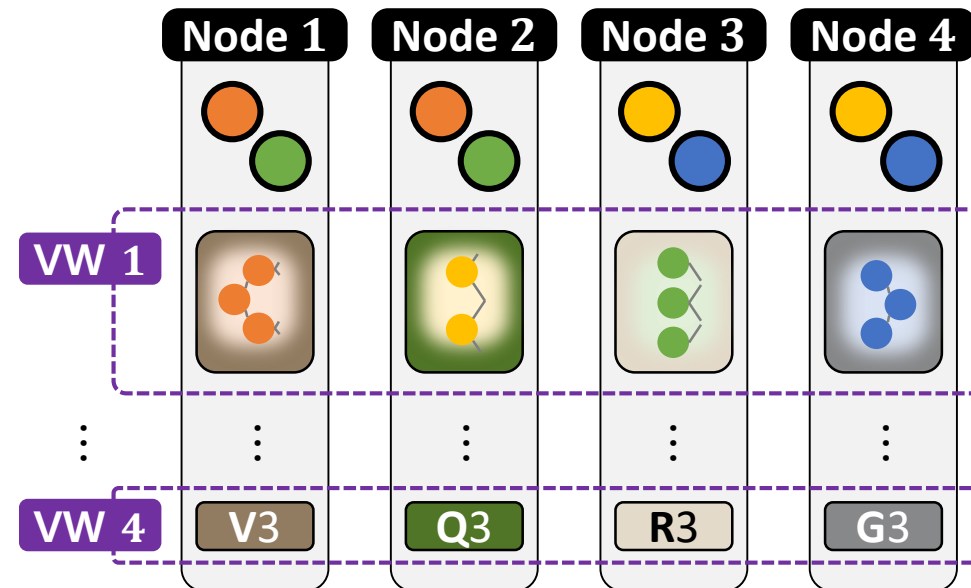 Node 1 Node 2 Node 3 Node 4
VW 1
⋮ ⋮ ⋮ ⋮ ⋮
VW 4 V3 Q3 R3 G3